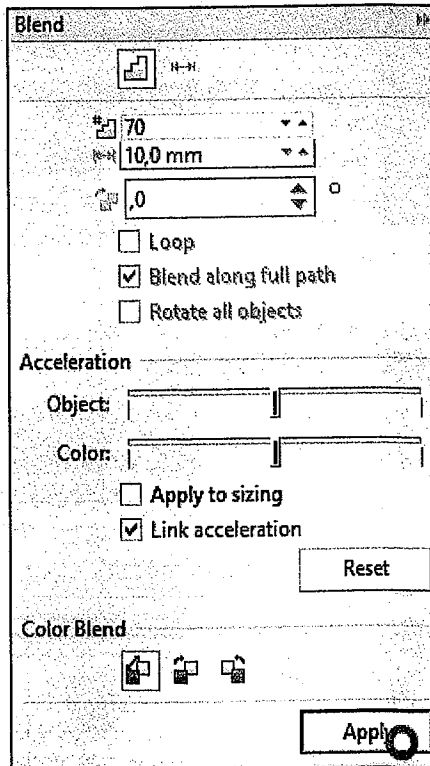 Blend
70
10,0 mm
,0
Loop
Blend along full path
Rotate all objects
Acceleration
Object:
Color:
Apply to sizing
Link acceleration
Reset
Color Blend
Apply